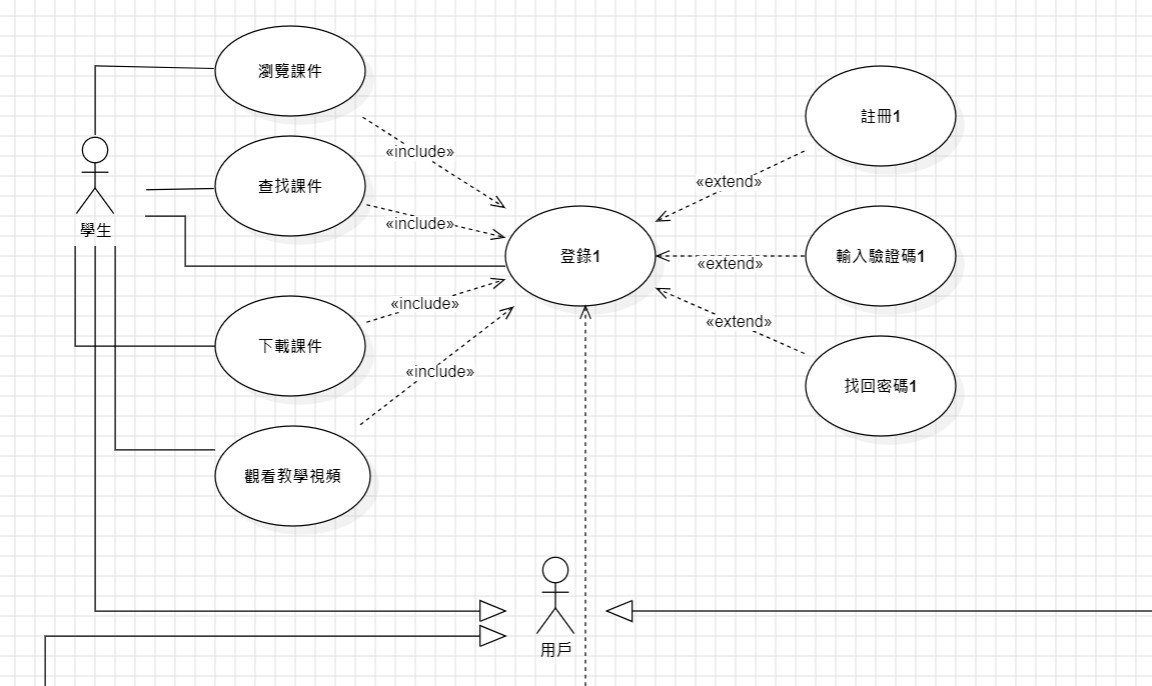 瀏覽課件
註冊1
«include»
查找課件
«extend»
«include»
學生
登錄1
輸入驗證碼1
«extend»
«include»
«extend»
下載課件
«include»
找回密碼1
觀看教學視頻
用戶